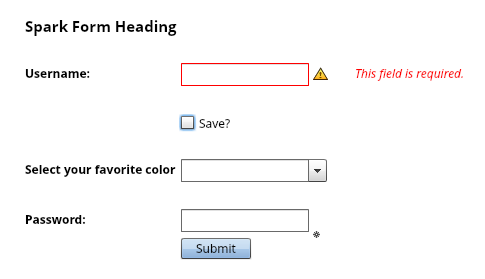 Spark Form Heading
Username:
This field is required.
Save?
Select your favorite color
Password:
Submit